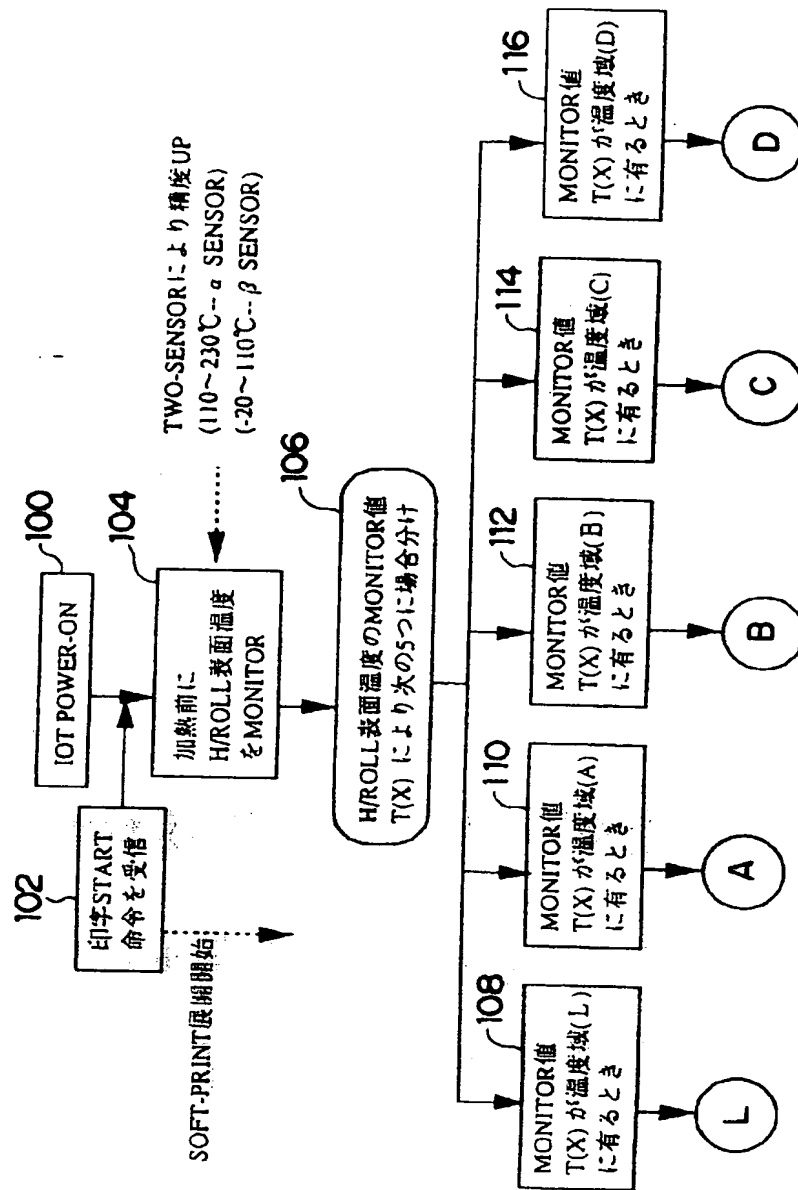 100
IOT POWER-ON
102
印字START
命令を受信
SOFT-PRINT展開開始
104
加熱前に
H/ROLL表面温度
をMONITOR
TWO-SENSORにより精度UP
(110~230℃--α SENSOR)
(-20~110℃--β SENSOR)
106
H/ROLL表面温度のMONITOR値
T(X)により次の5つに場合分け
108
MONITOR値
T(X)が温度域(L)
に有るとき
L
110
MONITOR値
T(X)が温度域(A)
に有るとき
A
112
MONITOR値
T(X)が温度域(B)
に有るとき
B
114
MONITOR値
T(X)が温度域(C)
に有るとき
C
116
MONITOR値
T(X)が温度域(D)
に有るとき
D